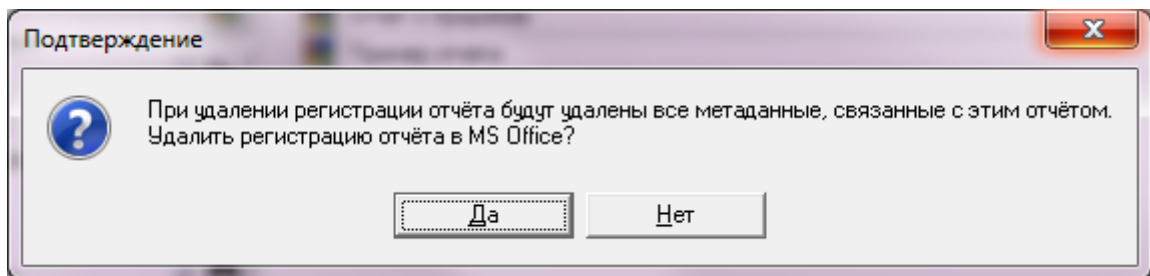 Подтверждение
При удалении регистрации отчёта будут удалены все метаданные, связанные с этим отчётом.
Удалить регистрацию отчёта в MS Office?
Да
Нет